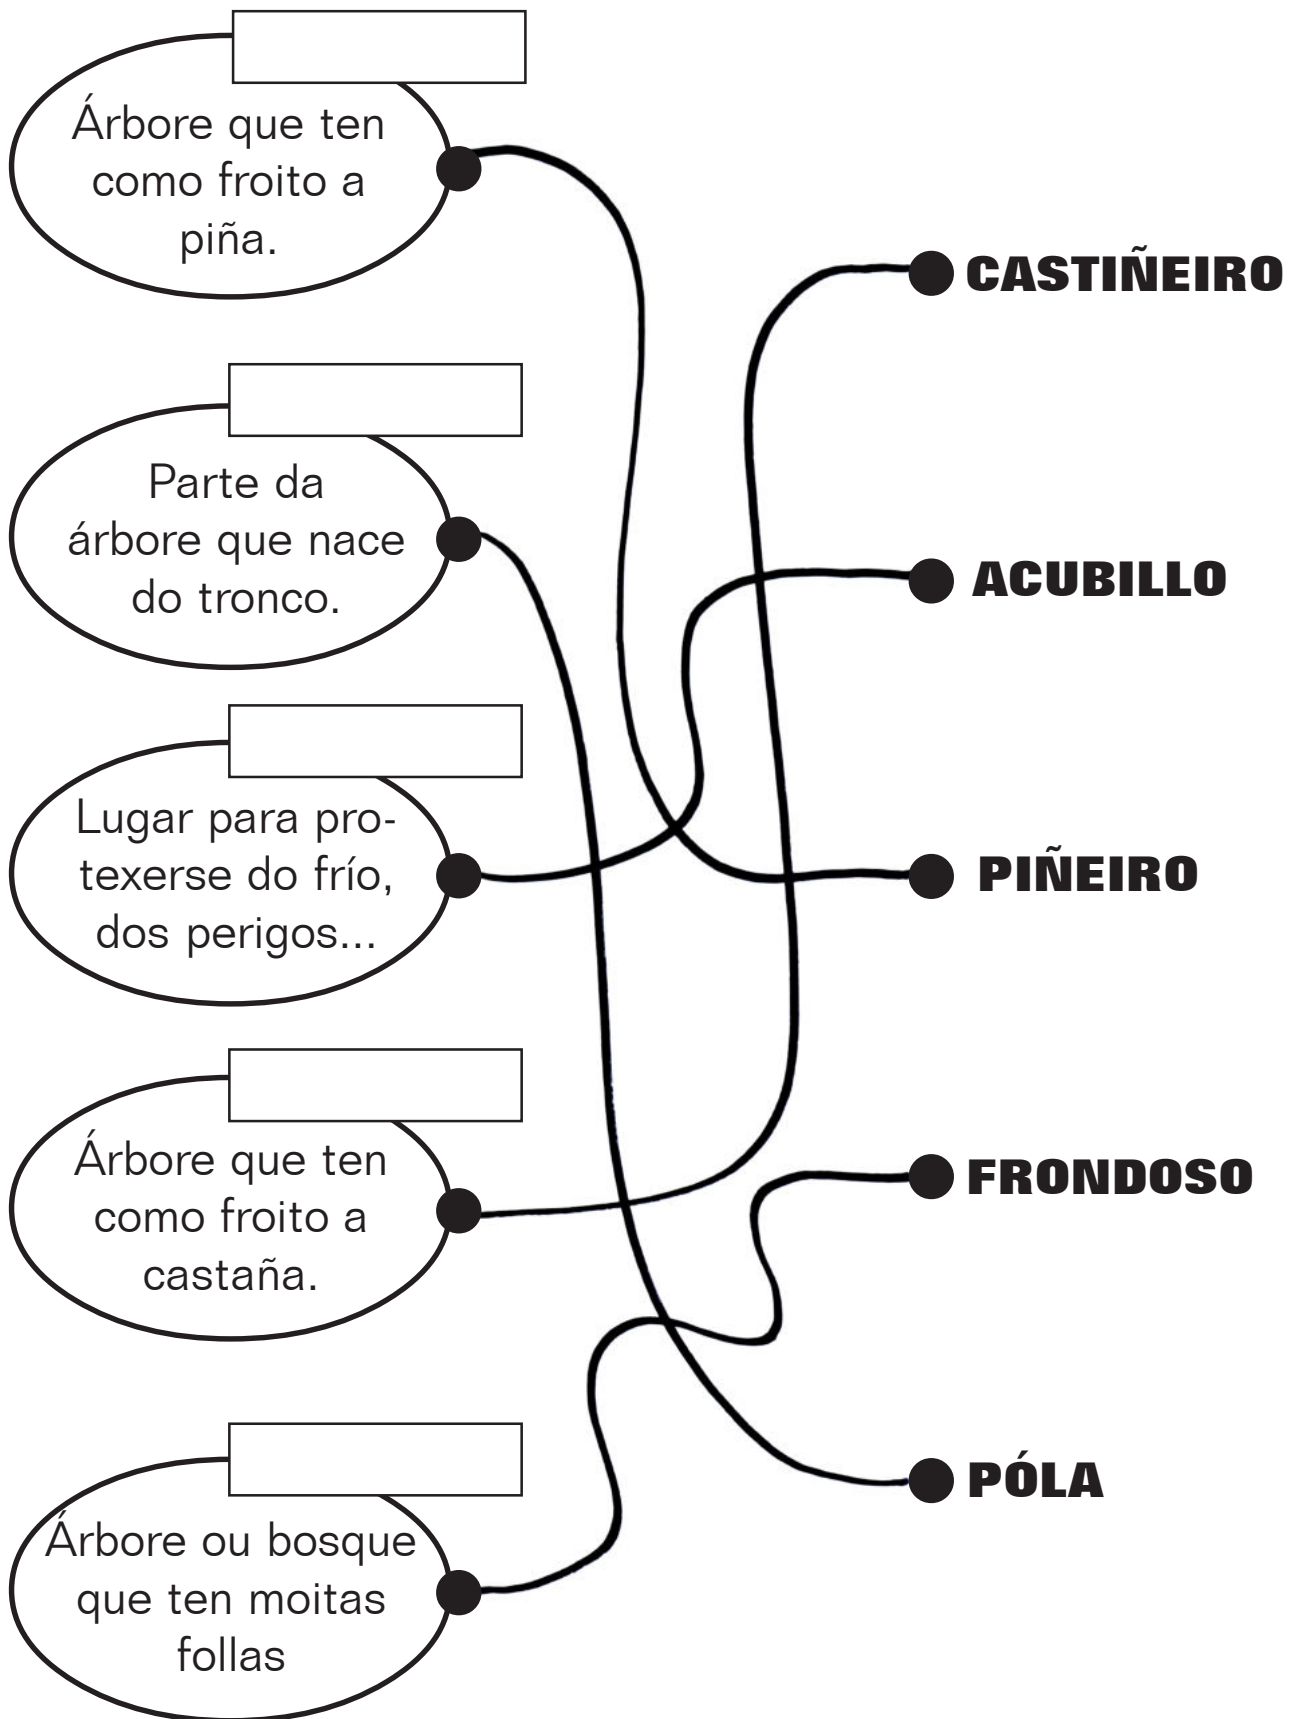 Árbore que ten
como froito a
piña.
Parte da
árbore que nace
do tronco.
Lugar para pro-
texerse do frío,
dos perigos...
Árbore que ten
como froito a
castaña.
Árbore ou bosque
que ten moitas
follas
CASTIÑEIRO
ACUBILLO
PIÑEIRO
FRONDOSO
PÓLA